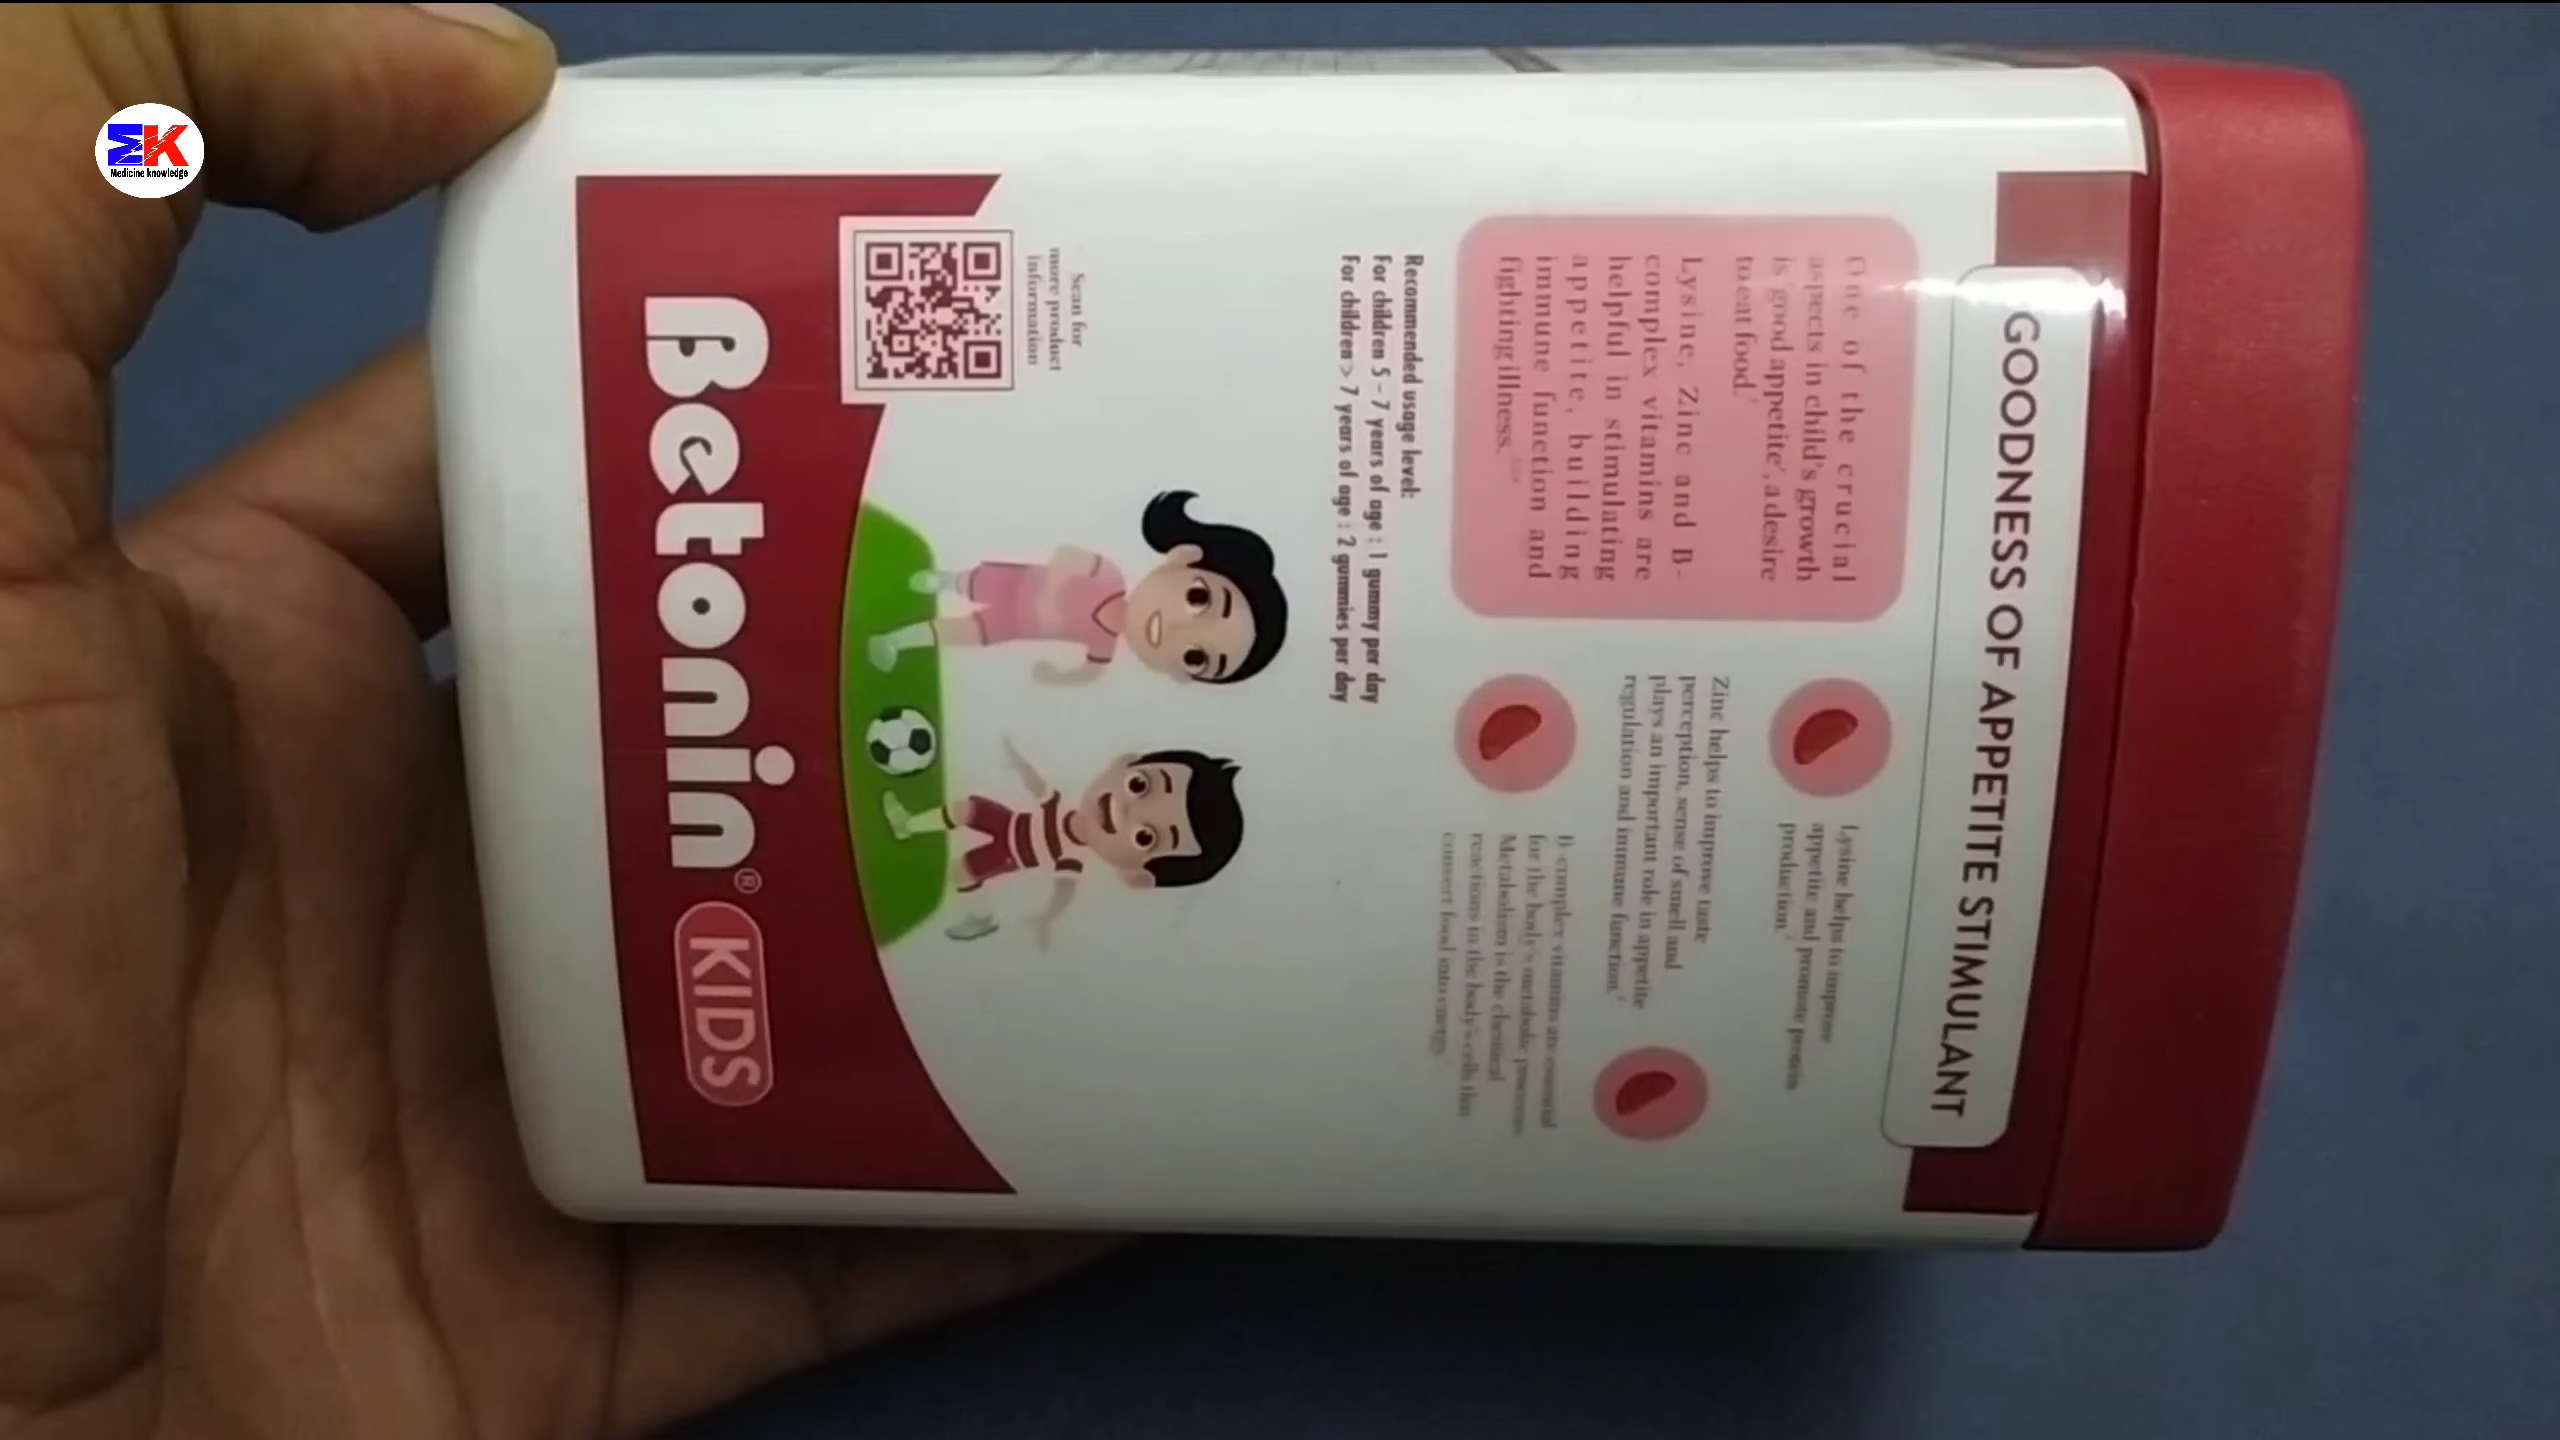 ΣK
Medicine knowledge
GOODNESS OF APPETITE STIMULANT
One of the crucial
aspects in child's growth
is 'good appetite', a desire
to eat food.
Lysine, Zinc and B-
complex vitamins are
helpful in stimulating
appetite, building
immune function and
fighting illness.
Lysine helps to improve
appetite and promote protein
production.
Zinc helps to improve taste
perception, sense of smell and
plays an important role in appetite
regulation and immune function.
B-complex vitamins are essential
for the body's metabolic processes.
Metabolism is the chemical
reactions in the body's cells that
convert food into energy.
Recommended usage level:
For children 5 - 7 years of age : 1 gummy per day
For children > 7 years of age : 2 gummies per day
Scan for
more product
information
Betonin® KIDS